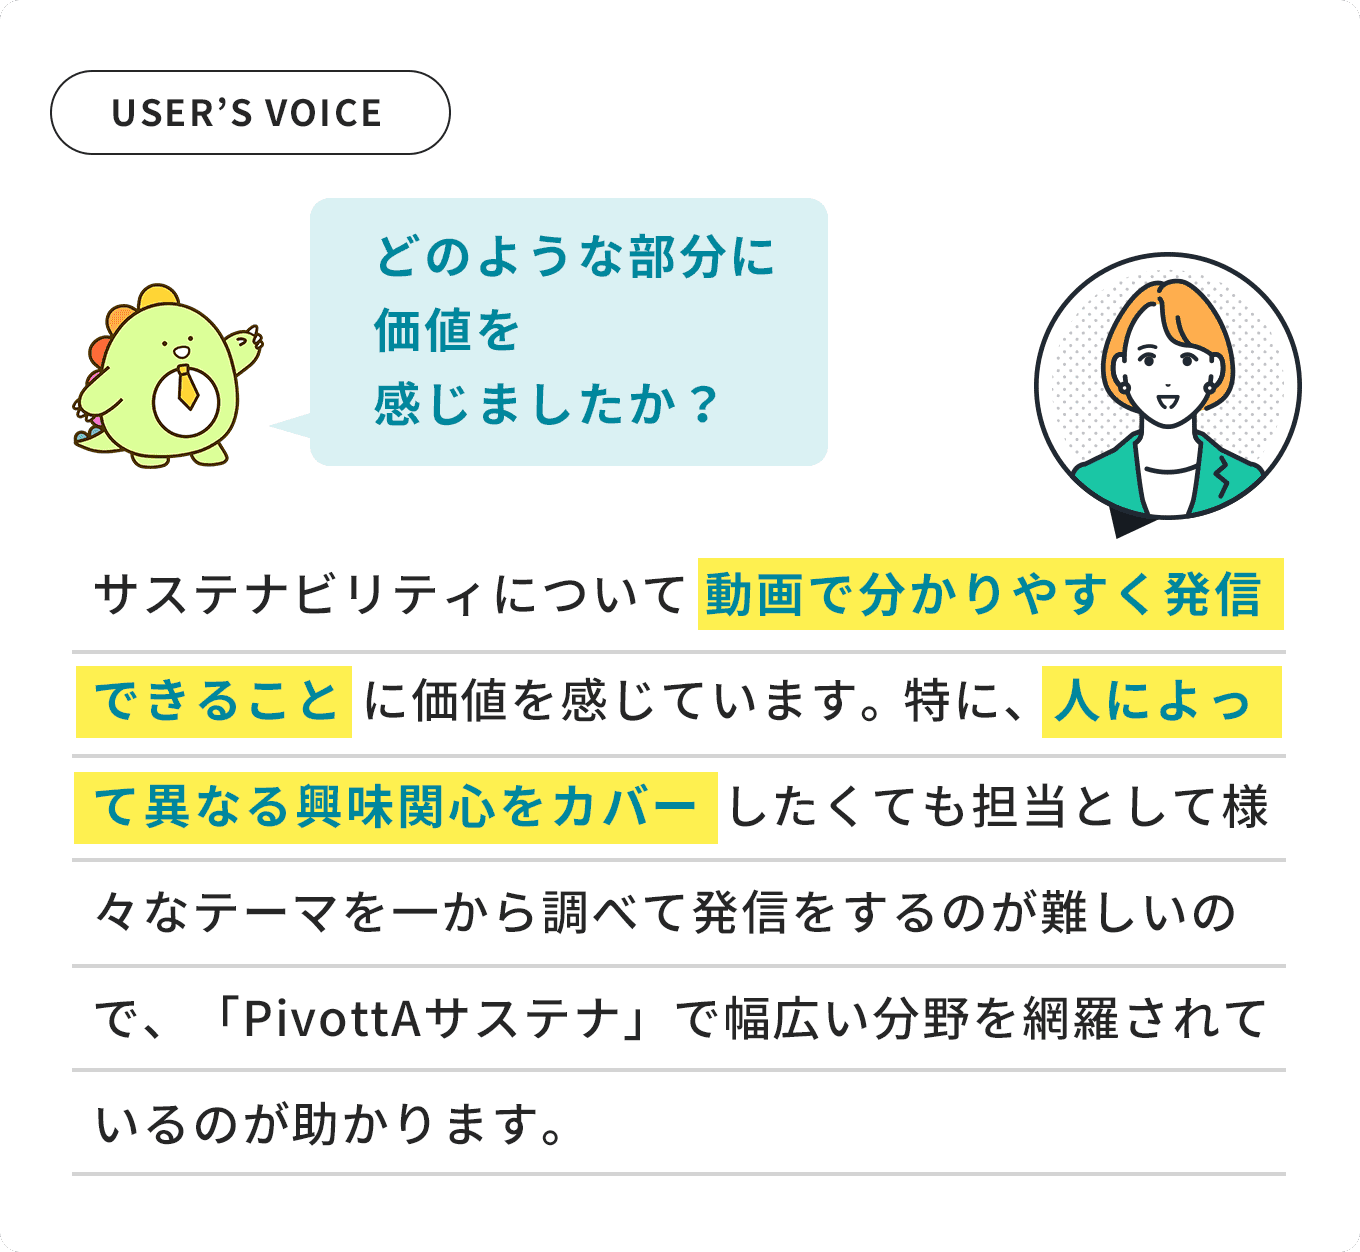 USER’S VOICE
どのような部分に
価値を
感じましたか？
サステナビリティについて動画で分かりやすく発信
できることに価値を感じています。特に、人によっ
て異なる興味関心をカバーしたくても担当として様
々なテーマを一から調べて発信をするのが難しいの
で、「PivottAサステナ」で幅広い分野を網羅されて
いるのが助かります。